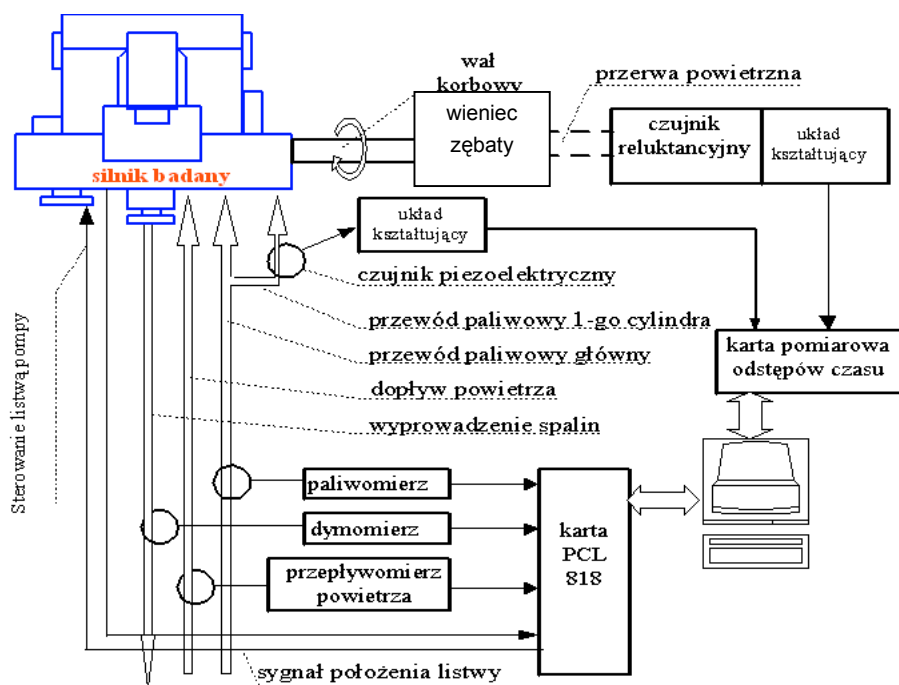 wał
korbowy
przerwa powietrzna
wieniec
zębaty
czujnik
reluktancyjny
układ
kształtujący
silnik badany
układ
kształtujący
czujnik piezoelektryczny
przewód paliwowy 1-go cylindra
przewód paliwowy główny
dopływ powietrza
wyprowadzenie spalin
karta pomiarowa
odstępów czasu
Sterowanie listwą pompy
paliwomierz
dymomierz
przepływomierz
powietrza
karta
PCL
818
sygnał położenia listwy